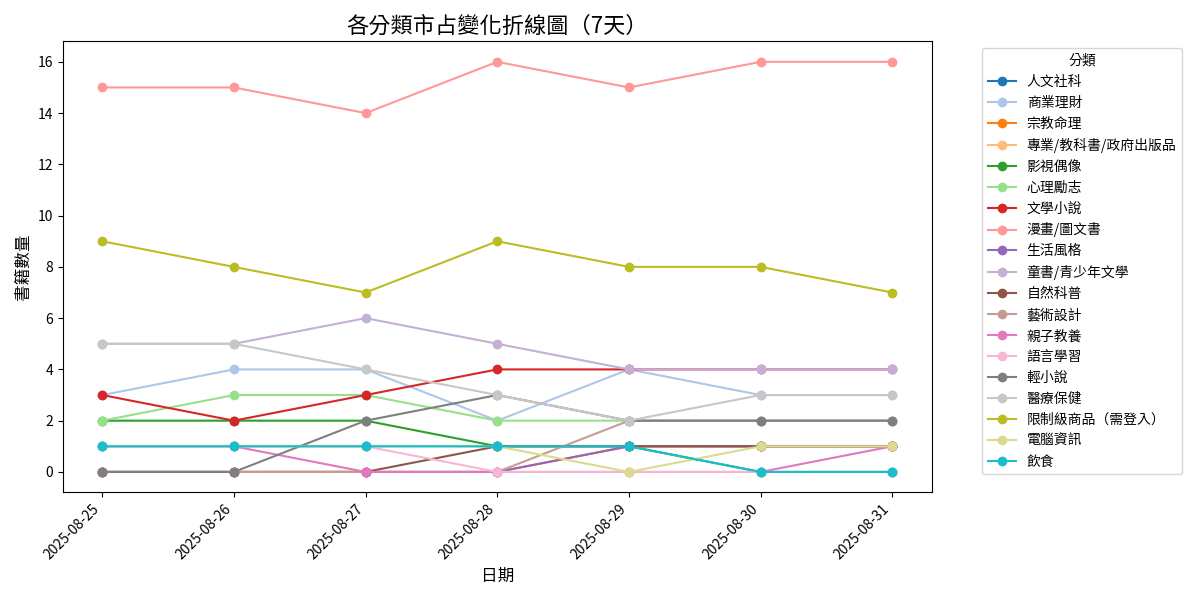 各分類市占變化折線圖（7天）
書籍數量
16
14
12
10
8
6
4
2
0
2025-08-25
2025-08-26
2025-08-27
2025-08-28
2025-08-29
2025-08-30
2025-08-31
日期
分類
人文社科
商業理財
宗教命理
專業/教科書/政府出版品
影視偶像
心理勵志
文學小說
漫畫/圖文書
生活風格
童書/青少年文學
自然科普
藝術設計
親子教養
語言學習
輕小說
醫療保健
限制級商品（需登入）
電腦資訊
飲食